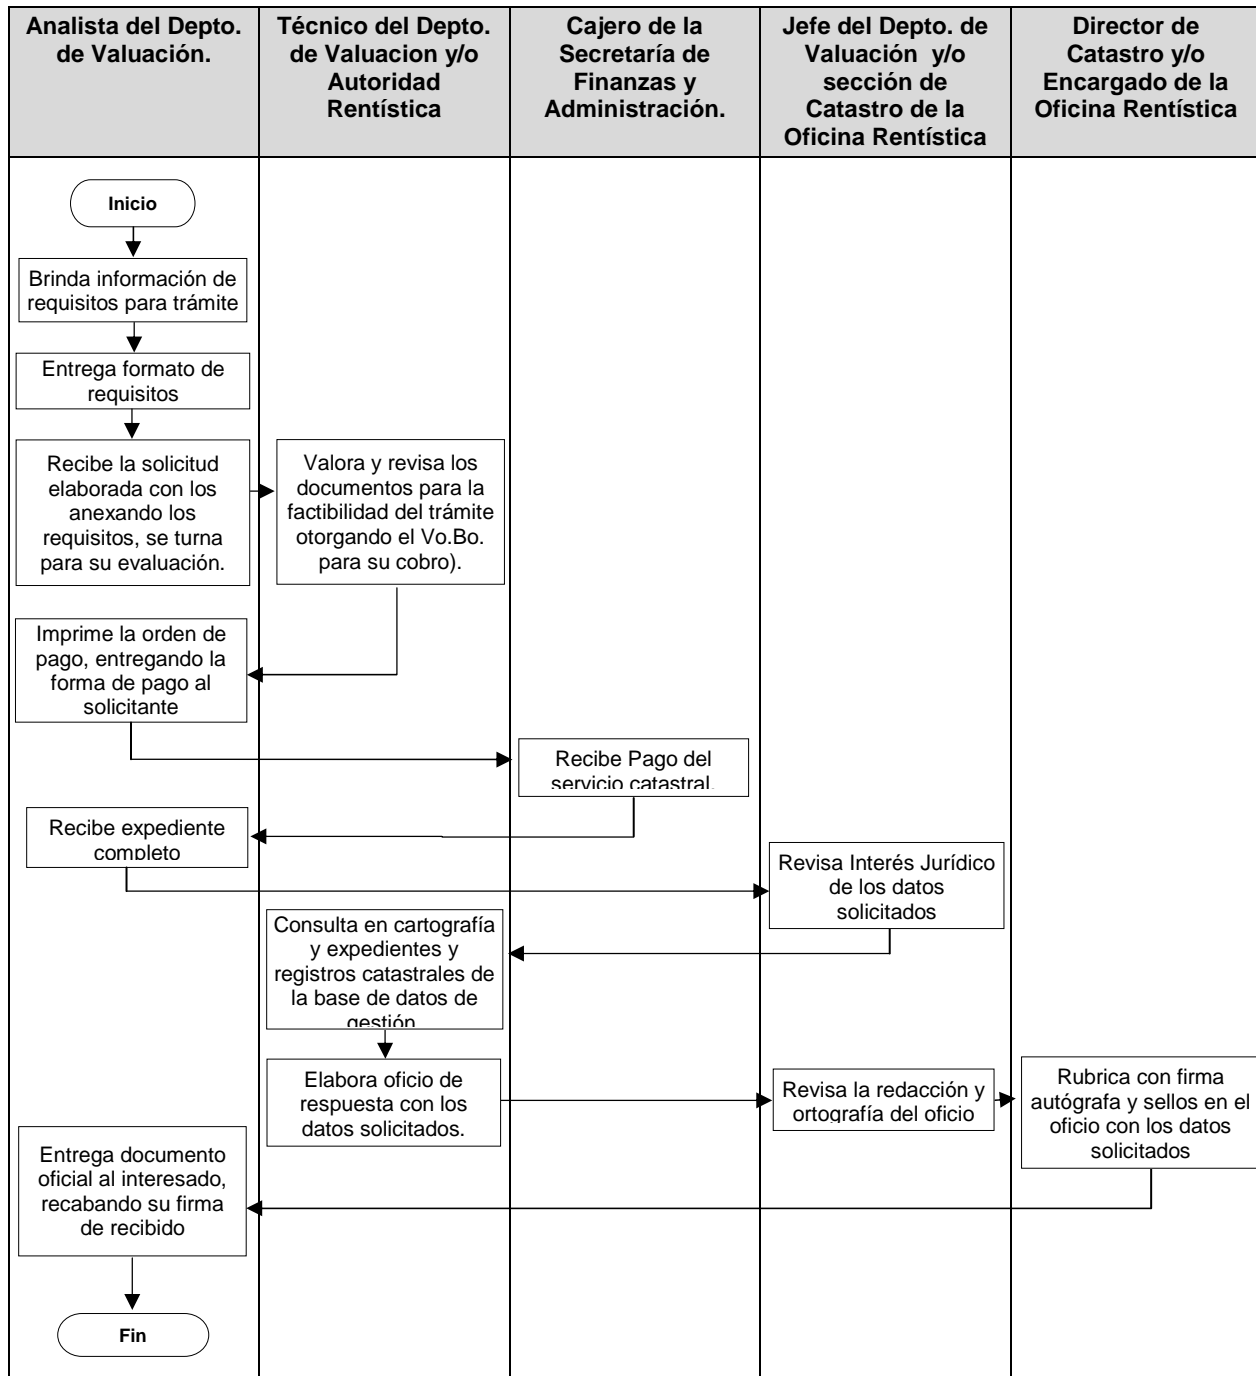 Analista del Depto.
de Valuación.
Técnico del Depto.
de Valuacion y/o
Autoridad
Rentística
Cajero de la
Secretaría de
Finanzas y
Administración.
Jefe del Depto. de
Valuación y/o
sección de
Catastro de la
Oficina Rentística
Director de
Catastro y/o
Encargado de la
Oficina Rentística
Inicio
Brinda información de
requisitos para trámite
Entrega formato de
requisitos
Recibe la solicitud
elaborada con los
anexando los
requisitos, se turna
para su evaluación.
Valora y revisa los
documentos para la
factibilidad del trámite
otorgando el Vo.Bo.
para su cobro).
Imprime la orden de
pago, entregando la
forma de pago al
solicitante
Recibe Pago del
servicio catastral.
Recibe expediente
completo
Revisa Interés Jurídico
de los datos
solicitados
Consulta en cartografía
y expedientes y
registros catastrales de
la base de datos de
gestión
Elabora oficio de
respuesta con los
datos solicitados.
Revisa la redacción y
ortografía del oficio
Rubrica con firma
autógrafa y sellos en el
oficio con los datos
solicitados
Entrega documento
oficial al interesado,
recabando su firma
de recibido
Fin